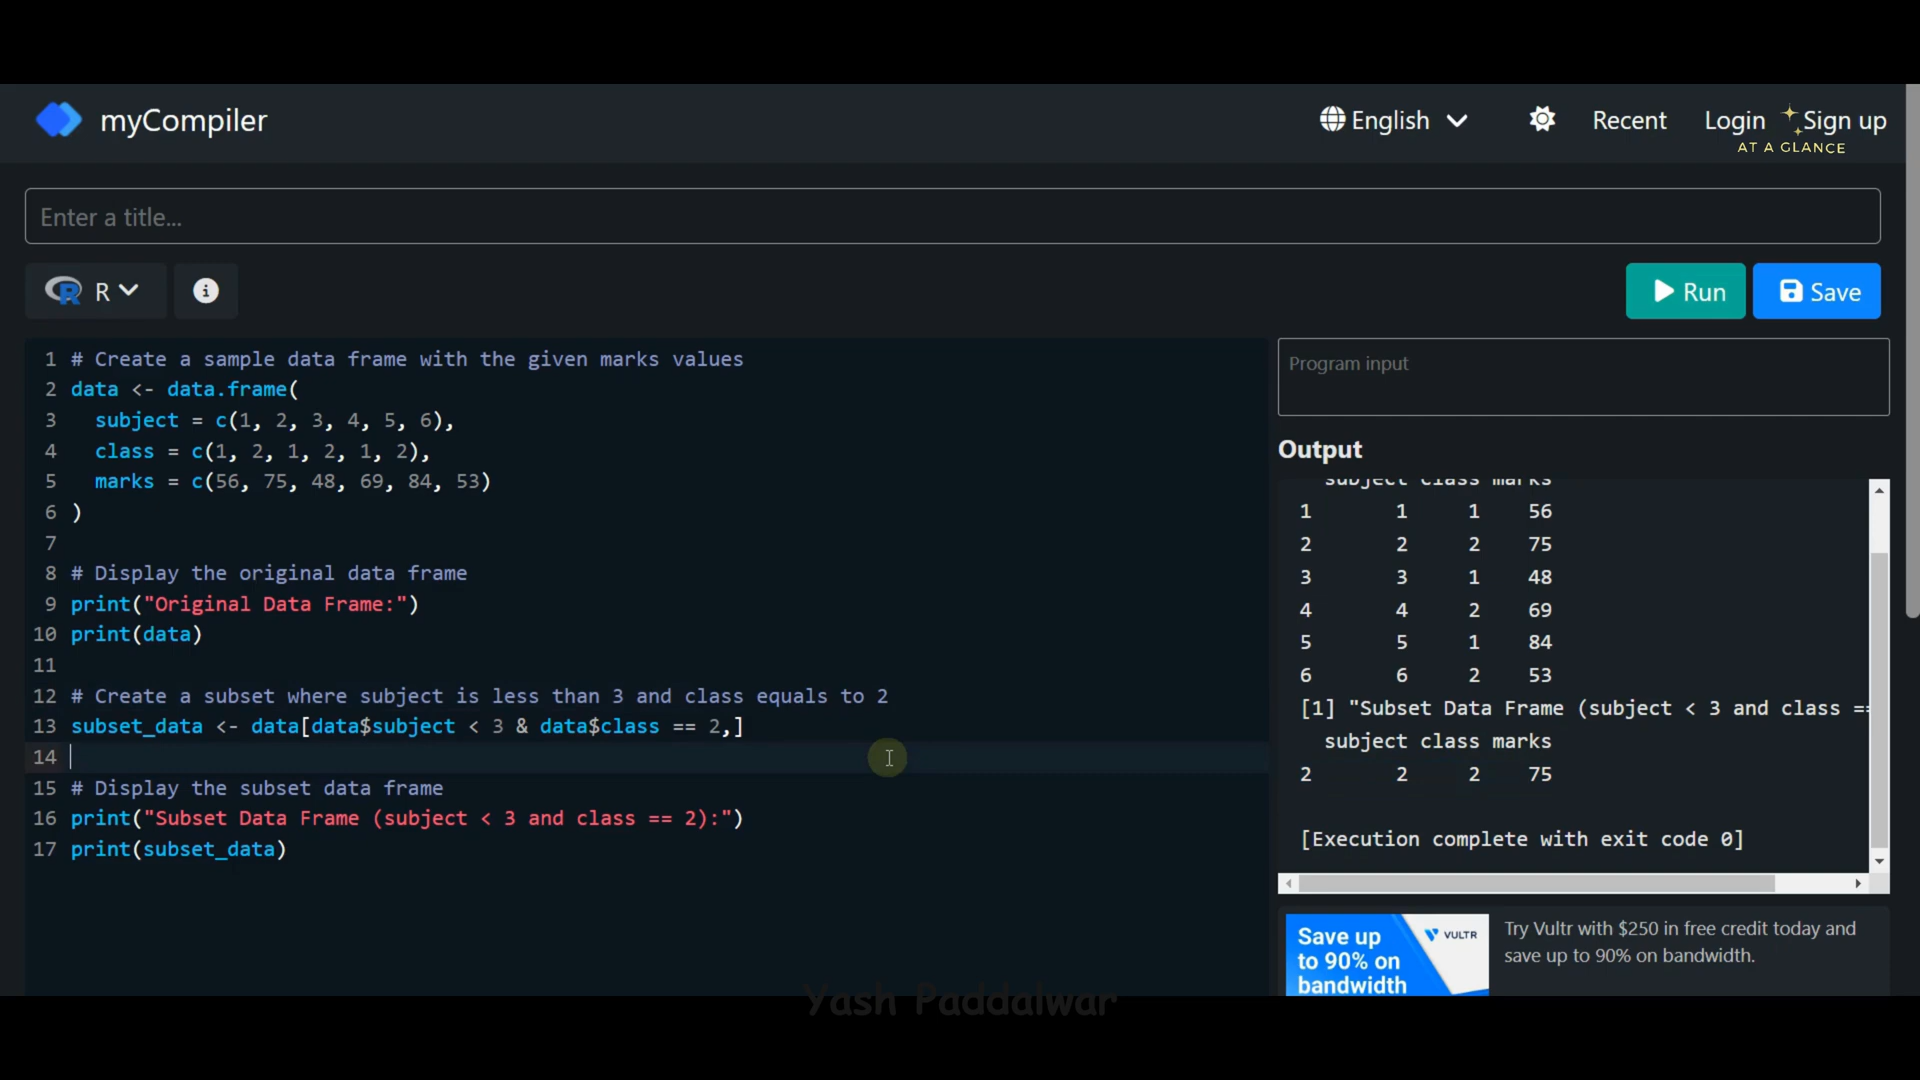 myCompiler
English
Recent
Login
Sign up
AT A GLANCE
Enter a title...
R
Run
Save
1 # Create a sample data frame with the given marks values
2 data <- data.frame(
3   subject = c(1, 2, 3, 4, 5, 6),
4   class = c(1, 2, 1, 2, 1, 2),
5   marks = c(56, 75, 48, 69, 84, 53)
6 )
7
8 # Display the original data frame
9 print("Original Data Frame:")
10 print(data)
11
12 # Create a subset where subject is less than 3 and class equals to 2
13 subset_data <- data[data$subject < 3 & data$class == 2,]
14
15 # Display the subset data frame
16 print("Subset Data Frame (subject < 3 and class == 2):")
17 print(subset_data)
Program input
Output
subject class marks
1 1 1 56
2 2 2 75
3 3 1 48
4 4 2 69
5 5 1 84
6 6 2 53
[1] "Subset Data Frame (subject < 3 and class ==
subject class marks
2 2 2 75
[Execution complete with exit code 0]
Save up
to 90% on
bandwidth
VULTR
Try Vultr with $250 in free credit today and
save up to 90% on bandwidth.
Yash Paddalwar